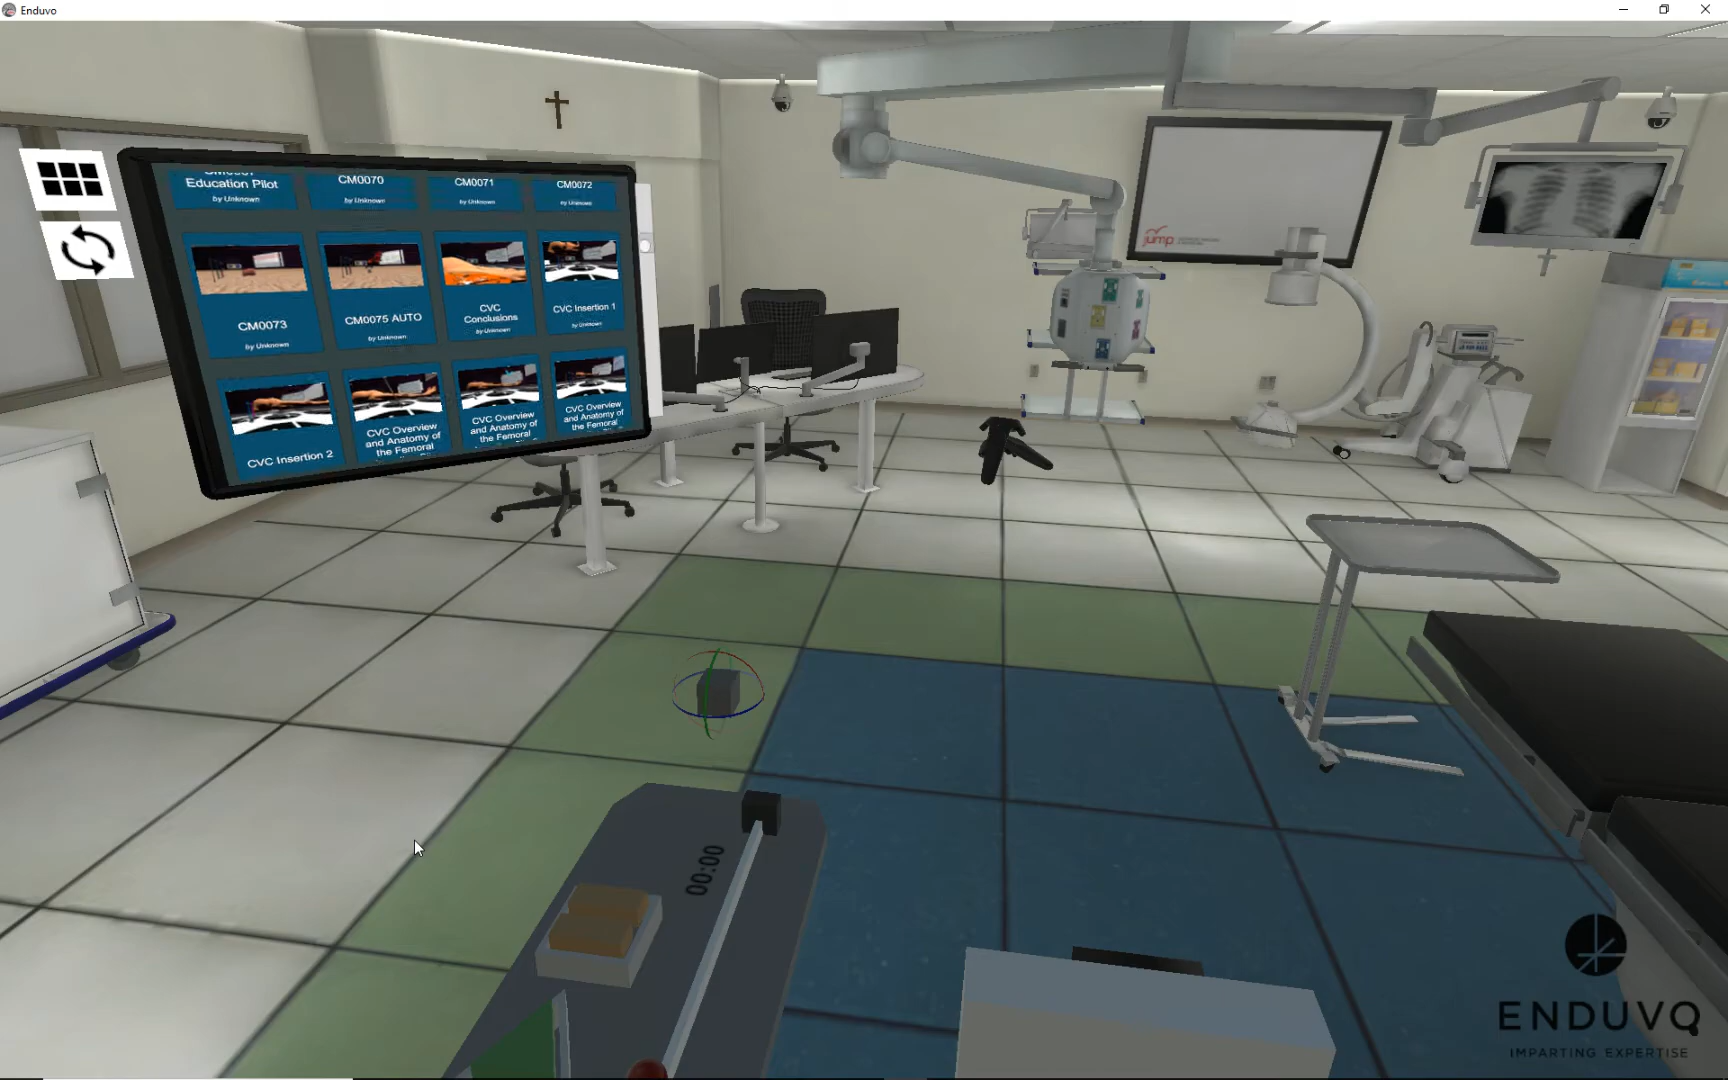 Enduvo
Education Pilot
by Unknown
CM0070
by Unknown
CM0071
by Unknown
CM0072
by Unknown
CM0073
by Unknown
CM0075 AUTO
by Unknown
CVC
Conclusions
by Unknown
CVC Insertion 1
by Unknown
CVC Insertion 2
CVC Overview
and Anatomy of
the Femoral
CVC Overview
and Anatomy of
the Femoral
CVC Overview
and Anatomy of
the Femoral
jump
00:00
ENDUVO
IMPARTING EXPERTISE